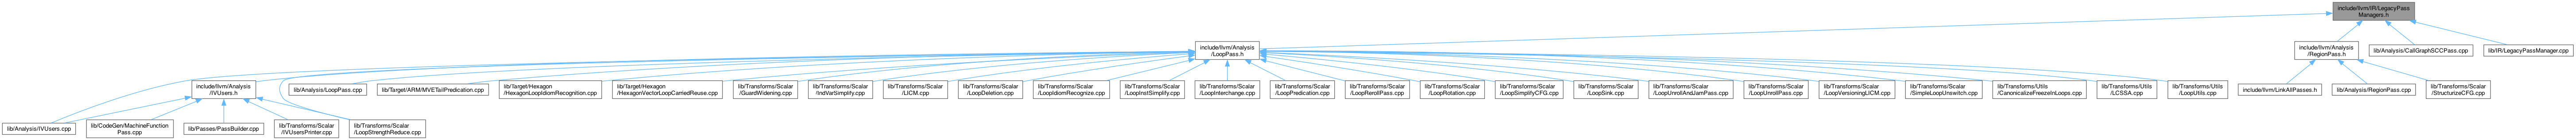 include/llvm/IR/LegacyPass
Managers.h
include/llvm/Analysis
/LoopPass.h
include/llvm/Analysis
/RegionPass.h
lib/Analysis/CallGraphSCCPass.cpp
lib/IR/LegacyPassManager.cpp
include/llvm/Analysis
/IVUsers.h
lib/Analysis/LoopPass.cpp
lib/Target/ARM/MVETailPredication.cpp
lib/Target/Hexagon
/HexagonLoopIdiomRecognition.cpp
lib/Target/Hexagon
/HexagonVectorLoopCarriedReuse.cpp
lib/Transforms/Scalar
/GuardWidening.cpp
lib/Transforms/Scalar
/IndVarSimplify.cpp
lib/Transforms/Scalar
/LICM.cpp
lib/Transforms/Scalar
/LoopDeletion.cpp
lib/Transforms/Scalar
/LoopIdiomRecognize.cpp
lib/Transforms/Scalar
/LoopInstSimplify.cpp
lib/Transforms/Scalar
/LoopInterchange.cpp
lib/Transforms/Scalar
/LoopPredication.cpp
lib/Transforms/Scalar
/LoopRerollPass.cpp
lib/Transforms/Scalar
/LoopRotation.cpp
lib/Transforms/Scalar
/LoopSimplifyCFG.cpp
lib/Transforms/Scalar
/LoopSink.cpp
lib/Transforms/Scalar
/LoopUnrollAndJamPass.cpp
lib/Transforms/Scalar
/LoopUnrollPass.cpp
lib/Transforms/Scalar
/LoopVersioningLICM.cpp
lib/Transforms/Scalar
/SimpleLoopUnswitch.cpp
lib/Transforms/Utils
/CanonicalizeFreezeInLoops.cpp
lib/Transforms/Utils
/LCSSA.cpp
lib/Transforms/Utils
/LoopUtils.cpp
include/llvm/LinkAllPasses.h
lib/Analysis/RegionPass.cpp
lib/Transforms/Scalar
/StructurizeCFG.cpp
lib/Analysis/IVUsers.cpp
lib/CodeGen/MachineFunction
Pass.cpp
lib/Passes/PassBuilder.cpp
lib/Transforms/Scalar
/IVUsersPrinter.cpp
lib/Transforms/Scalar
/LoopStrengthReduce.cpp